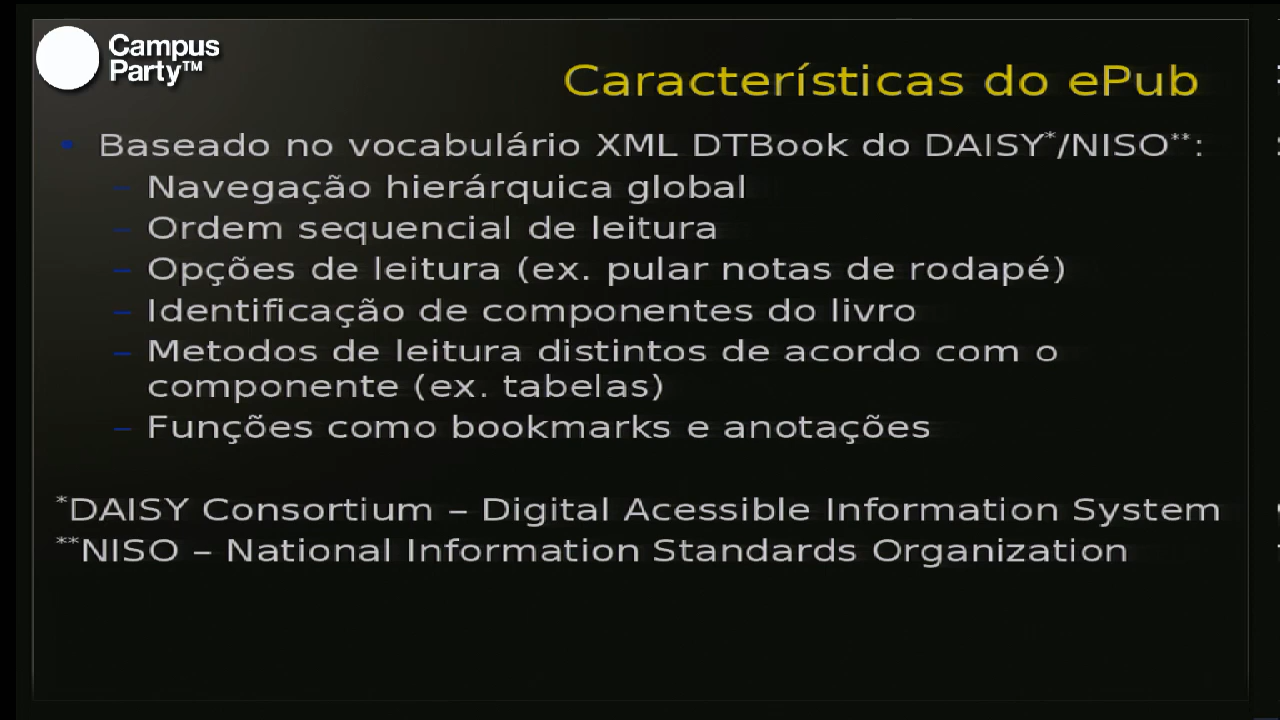 Campus
Party™
Características do ePub
• Baseado no vocabulário XML DTBook do DAISY*/NISO**:
– Navegação hierárquica global
– Ordem sequencial de leitura
– Opções de leitura (ex. pular notas de rodapé)
– Identificação de componentes do livro
– Metodos de leitura distintos de acordo com o
componente (ex. tabelas)
– Funções como bookmarks e anotações
*DAISY Consortium – Digital Acessible Information System
**NISO – National Information Standards Organization